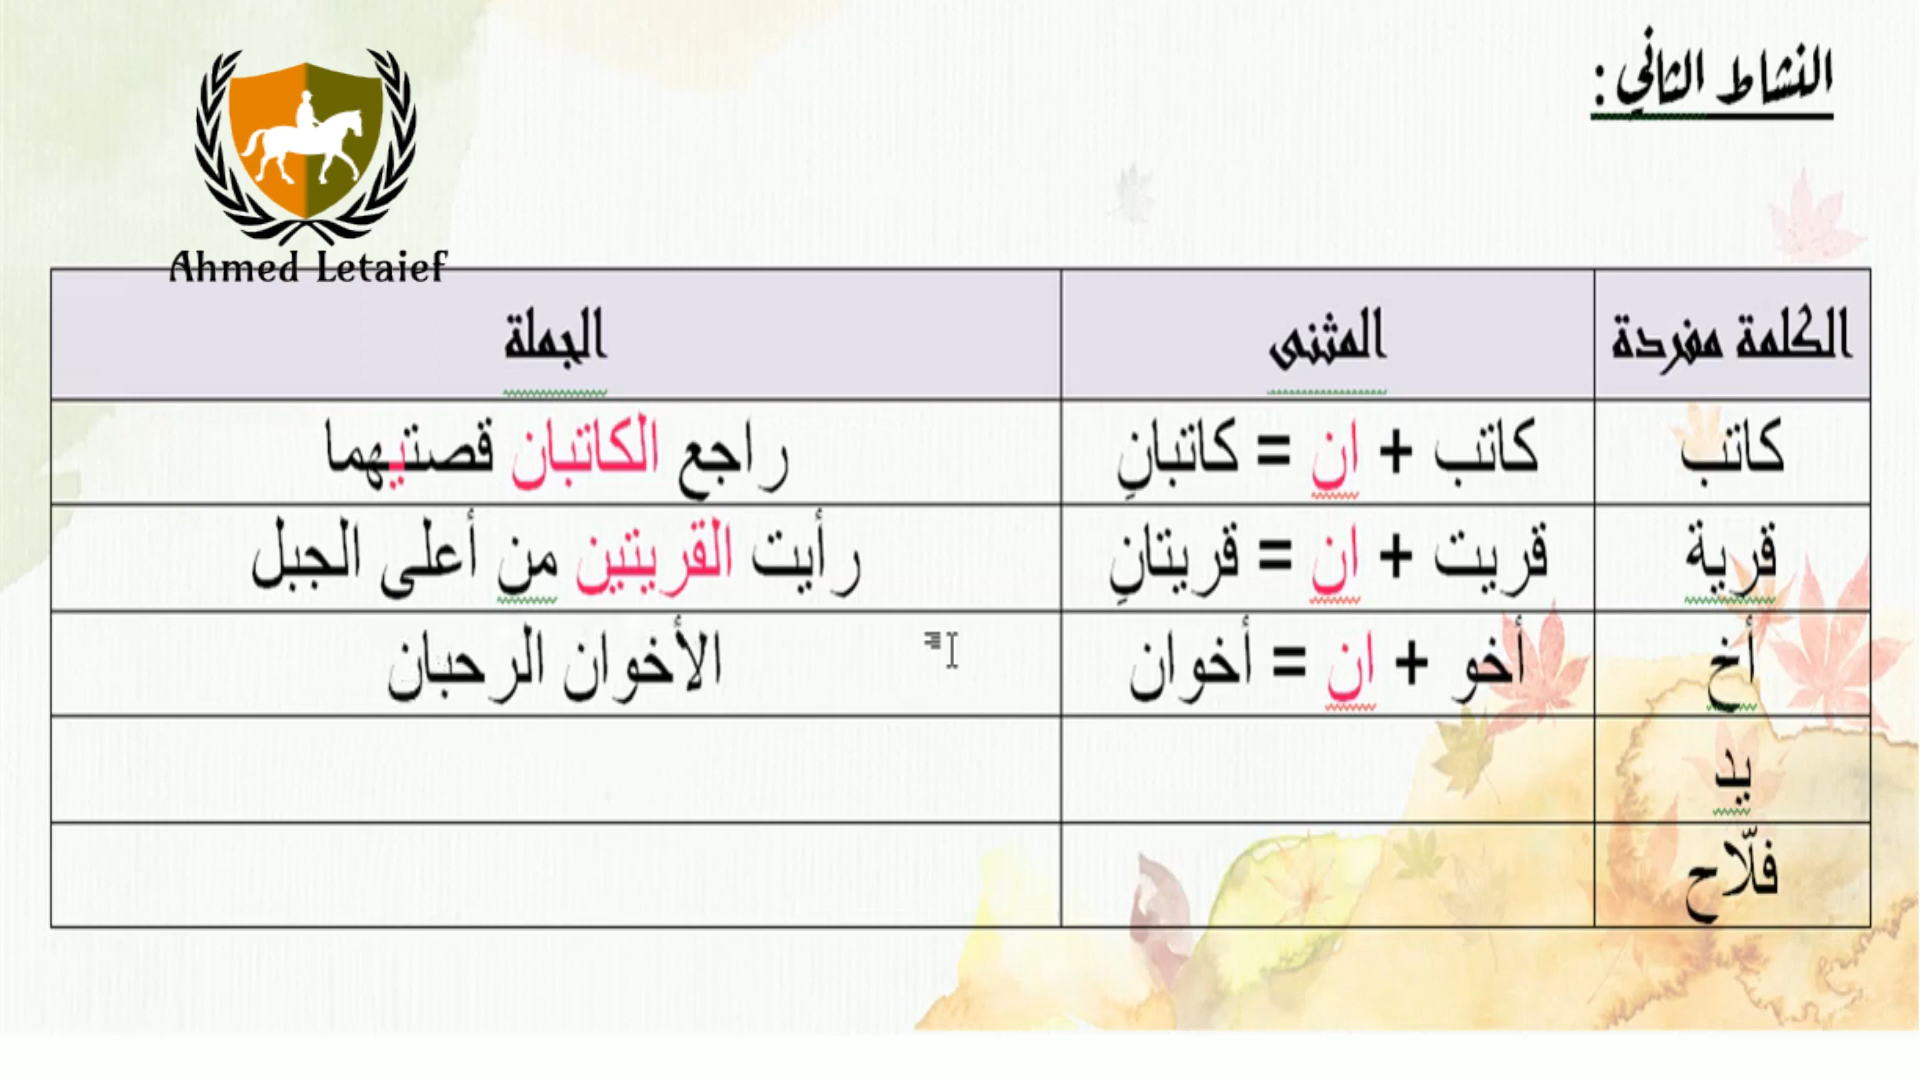 النشاط الثاني :
Ahmed Letaief
الكلمة مفردة المثنى الجملة
كاتب كاتب + ان = كاتبانِ راجع الكاتبان قصتيهما
قرية قريت + ان = قريتانِ رأيت القريتين من أعلى الجبل
أخ أخو + ان = أخوان الأخوان الرحبان
يد
فلّاح